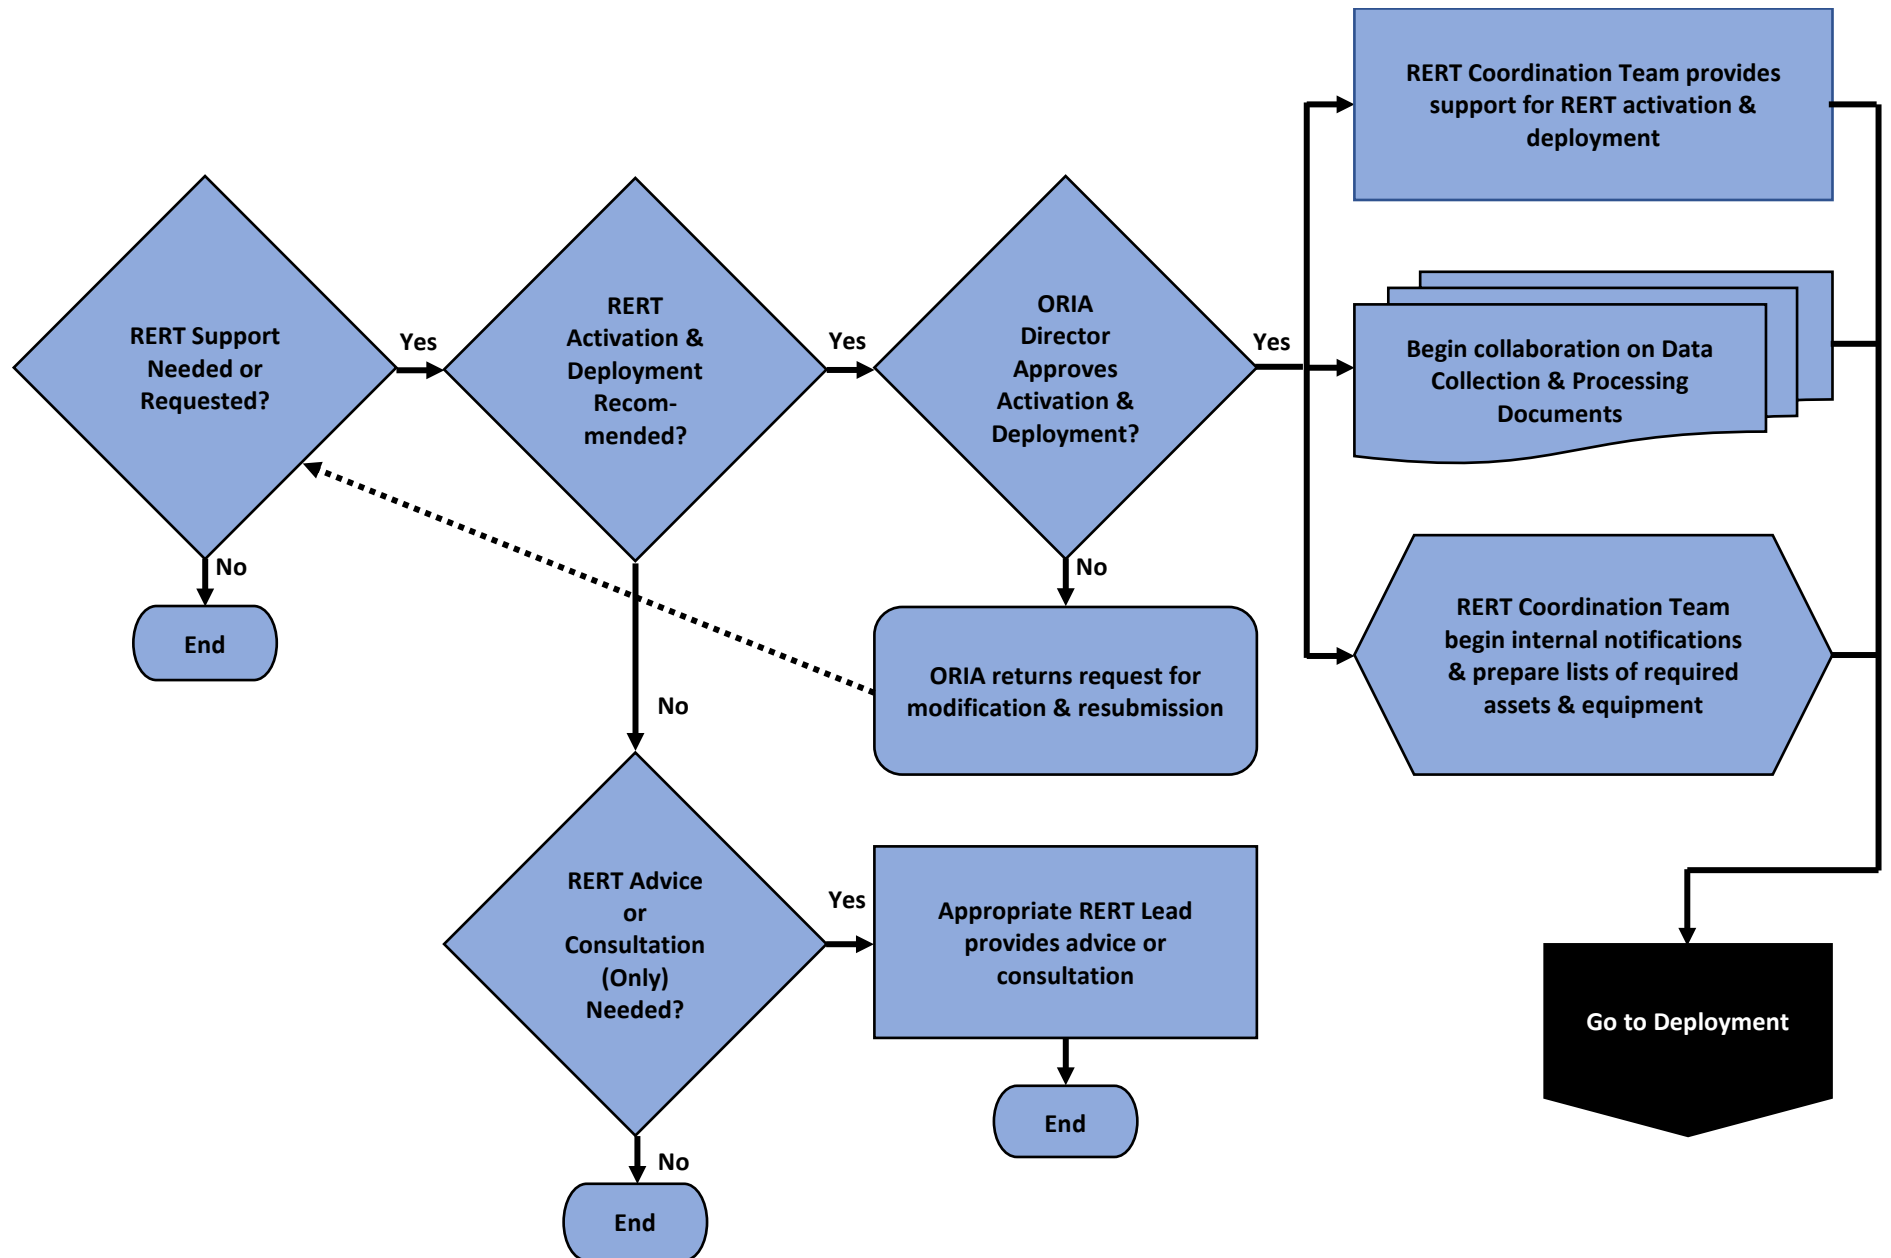 RERT Coordination Team provides
support for RERT activation &
deployment
RERT Support
Needed or
Requested?
Yes
RERT
Activation &
Deployment
Recom-
mended?
Yes
ORIA
Director
Approves
Activation &
Deployment?
Yes
Begin collaboration on Data
Collection & Processing
Documents
No
End
No
No
ORIA returns request for
modification & resubmission
RERT Coordination Team
begin internal notifications
& prepare lists of required
assets & equipment
RERT Advice
or
Consultation
(Only)
Needed?
Yes
Appropriate RERT Lead
provides advice or
consultation
Go to Deployment
End
No
End